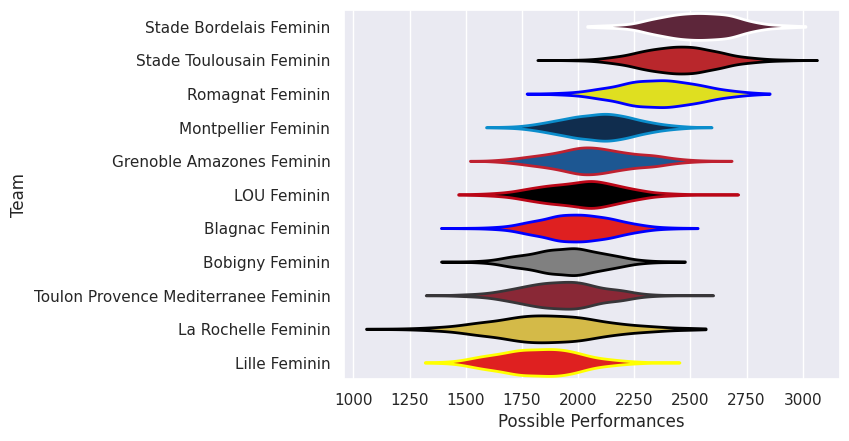 Stade Bordelais Feminin
Stade Toulousain Feminin
Romagnat Feminin
Montpellier Feminin
Grenoble Amazones Feminin
LOU Feminin
Blagnac Feminin
Bobigny Feminin
Toulon Provence Mediterranee Feminin
La Rochelle Feminin
Lille Feminin
Team
1000 1250 1500 1750 2000 2250 2500 2750 3000
Possible Performances